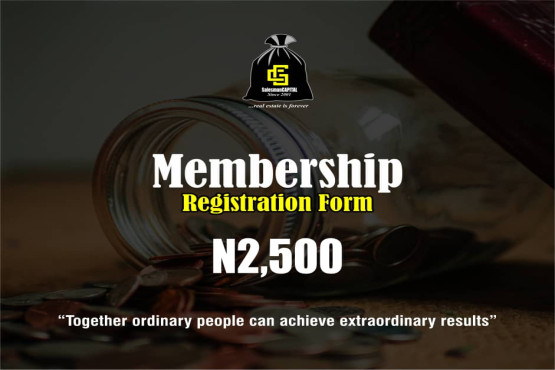 SalesmanCAPITAL
Since 2001
...real estate is forever
Membership
Registration Form
N2,500
“Together ordinary people can achieve extraordinary results”